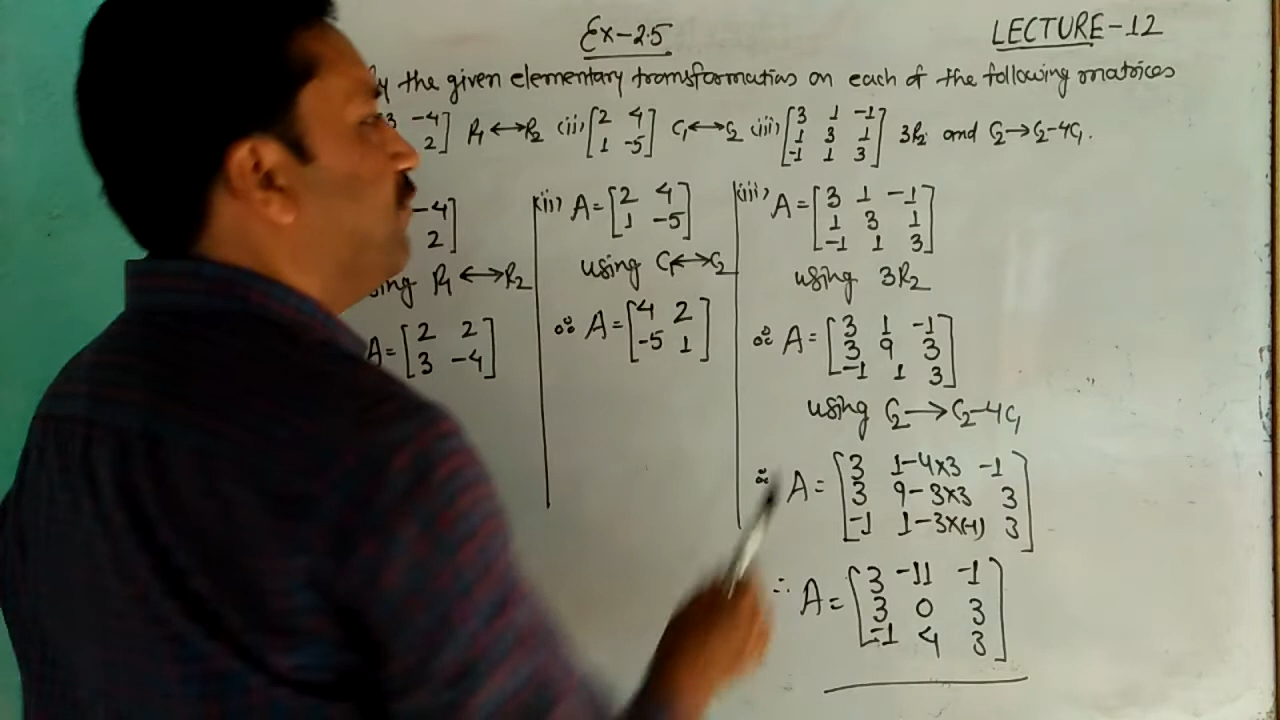 Ex-2.5
LECTURE-12
the given elementary transformations on each of the following matrices
3 -4
2] R1↔R2 (ii) [2 4
1 -5] C1↔C2 (iii) [3 1 -1
1 3 1
-1 1 3] 3R2 and C2→C2-4C1.
-4
2]
R1↔R2
A=[2 2
3 -4]
(ii) A=[2 4
1 -5]
using C1↔C2
∴ A=[4 2
-5 1]
(iii) A=[3 1 -1
1 3 1
-1 1 3]
using 3R2
∴ A=[3 1 -1
3 9 3
-1 1 3]
using C2→C2-4C1
∴ A=[3 1-4×3 -1
3 9-3×3 3
-1 1-3×(-1) 3]
∴ A=[3 -11 -1
3 0 3
-1 4 3]